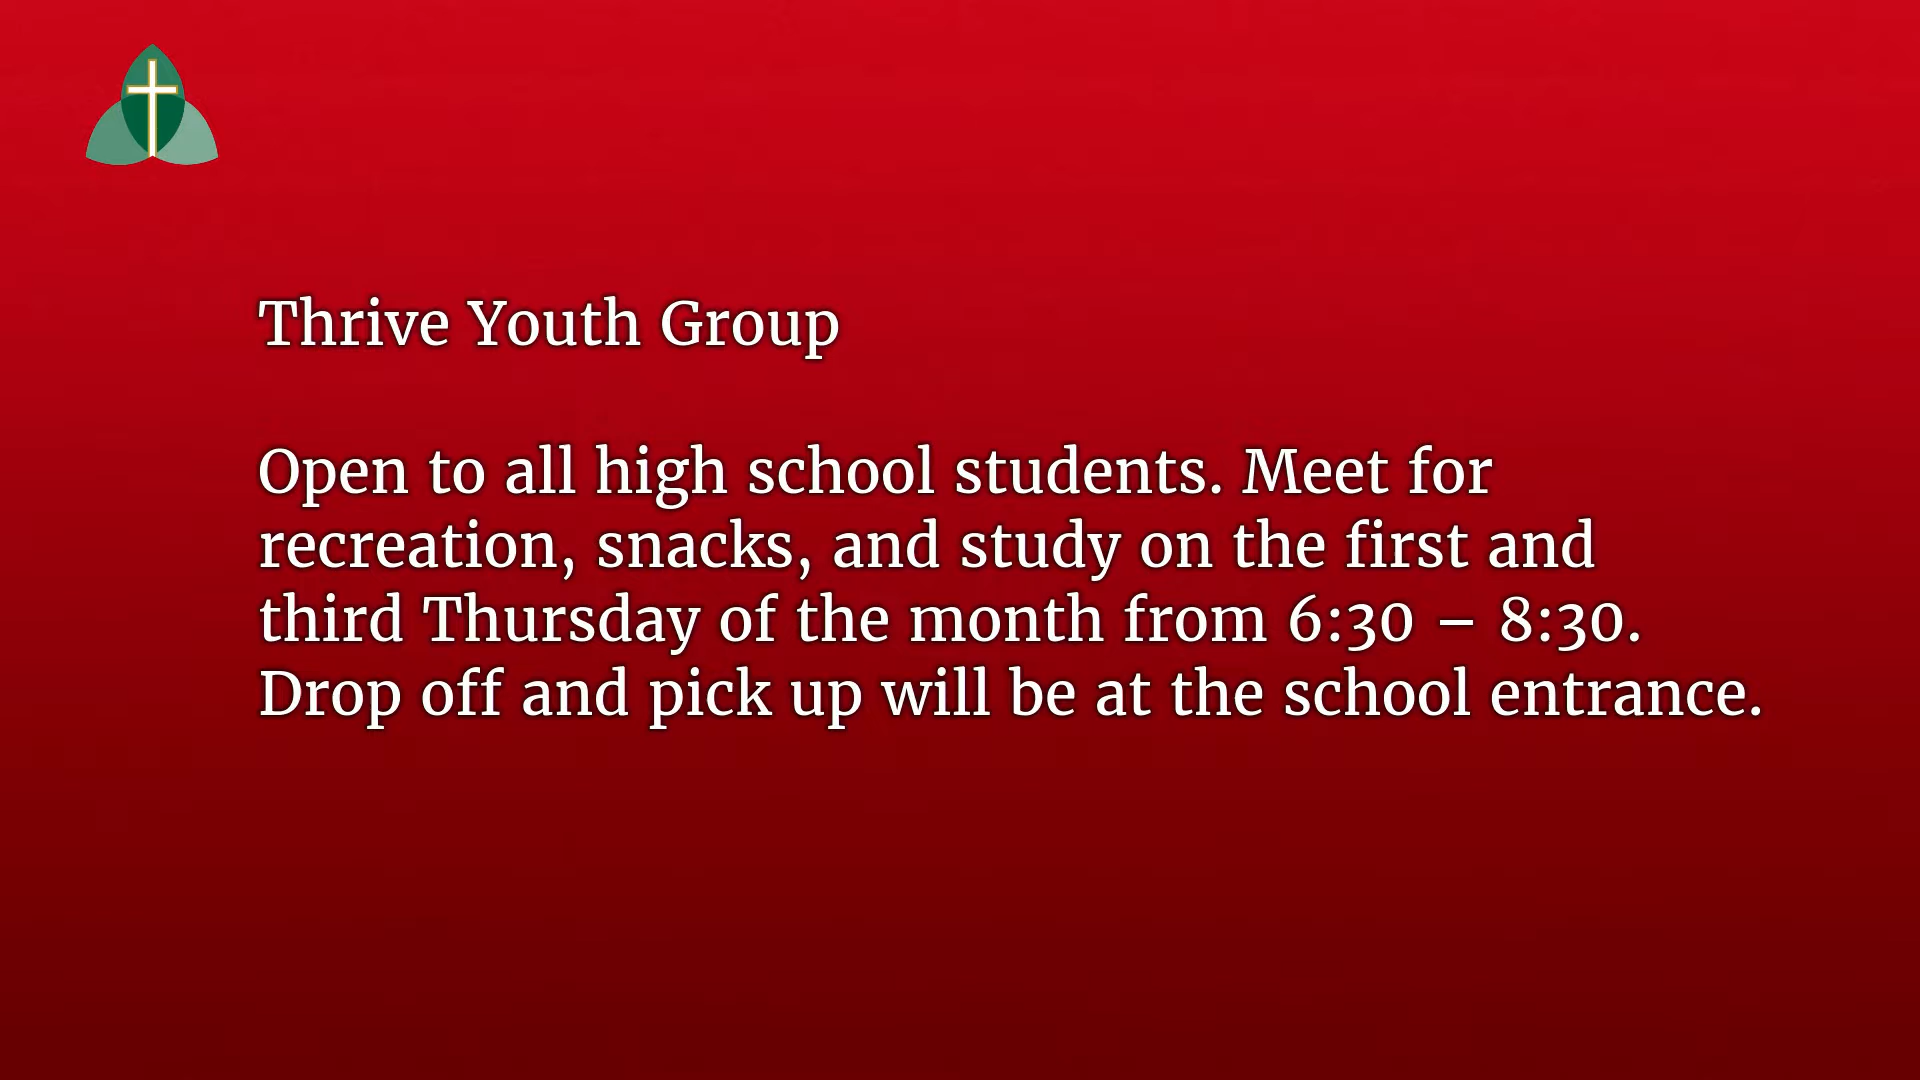 Thrive Youth Group
Open to all high school students. Meet for
recreation, snacks, and study on the first and
third Thursday of the month from 6:30 – 8:30.
Drop off and pick up will be at the school entrance.